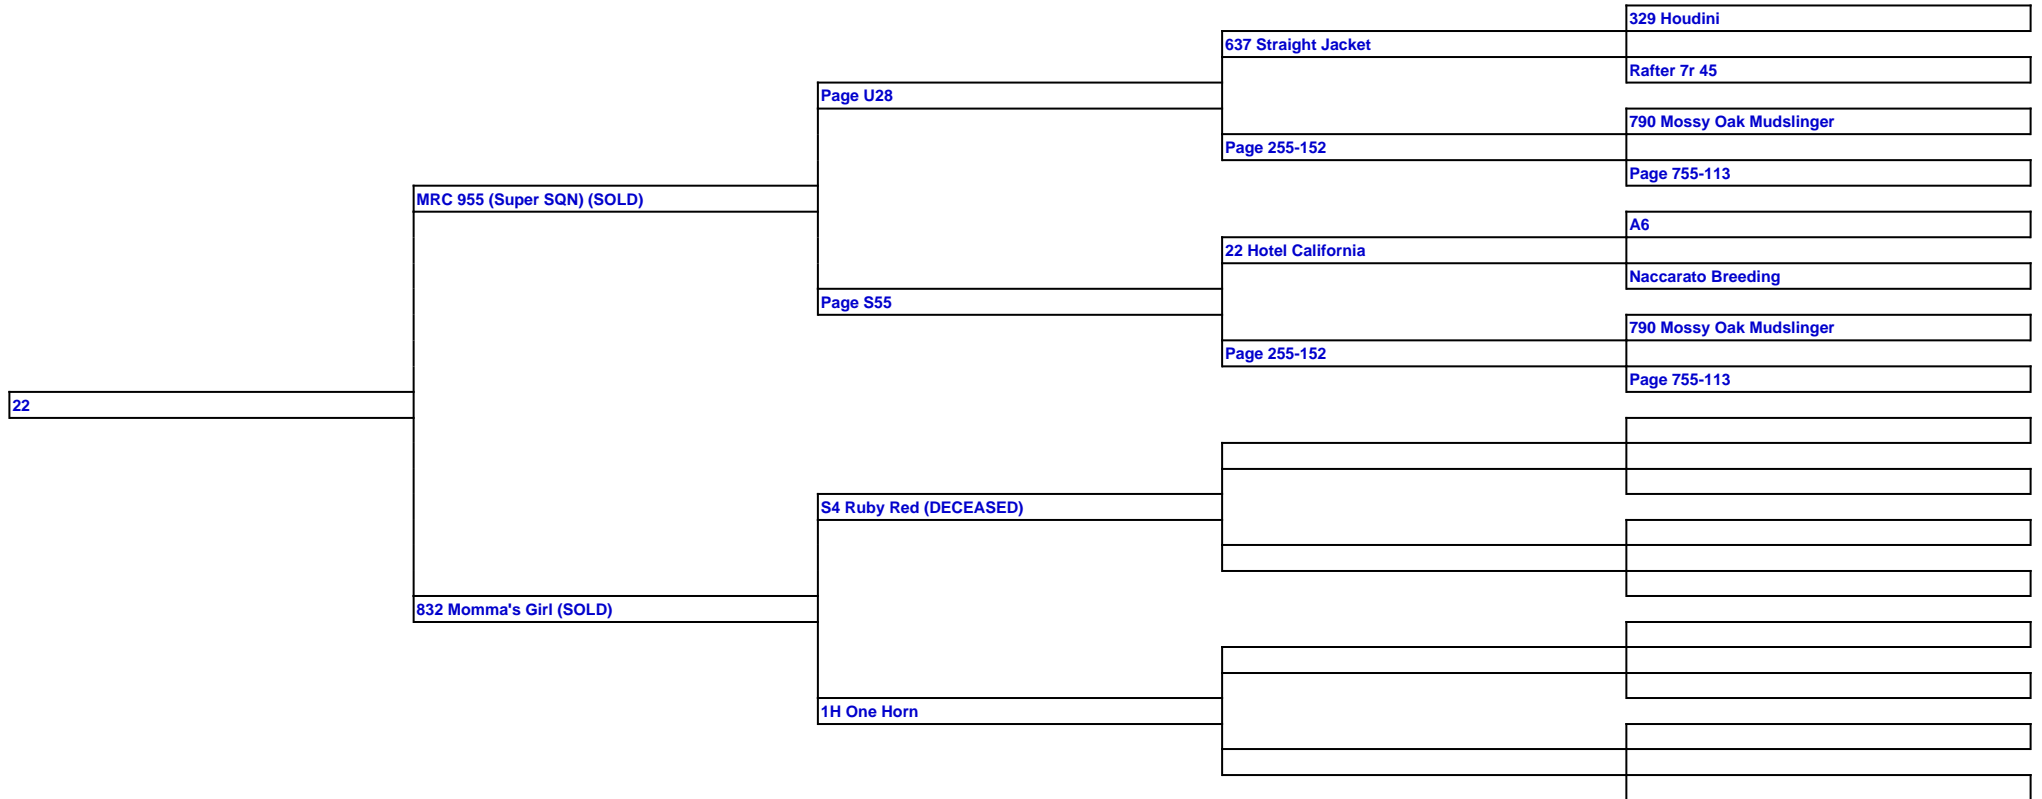 329 Houdini
637 Straight Jacket
Rafter 7r 45
Page U28
790 Mossy Oak Mudslinger
Page 255-152
Page 755-113
MRC 955 (Super SQN) (SOLD)
A6
22 Hotel California
Naccarato Breeding
Page S55
790 Mossy Oak Mudslinger
Page 255-152
Page 755-113
22
S4 Ruby Red (DECEASED)
832 Momma's Girl (SOLD)
1H One Horn